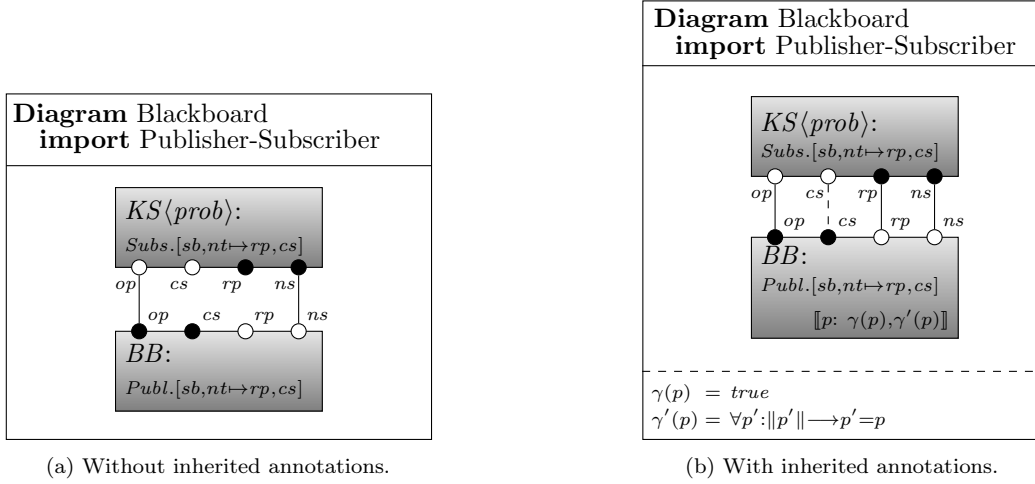 Diagram Blackboard
import Publisher-Subscriber
KS⟨prob⟩:
Subs.[sb,nt↦rp,cs]
op cs rp ns
op cs rp ns
BB:
Publ.[sb,nt↦rp,cs]
(a) Without inherited annotations.
Diagram Blackboard
import Publisher-Subscriber
KS⟨prob⟩:
Subs.[sb,nt↦rp,cs]
op cs rp ns
op cs rp ns
BB:
Publ.[sb,nt↦rp,cs]
⟦p: γ(p),γ′(p)⟧
γ(p) = true
γ′(p) = ∀p′:‖p′‖⟶p′=p
(b) With inherited annotations.